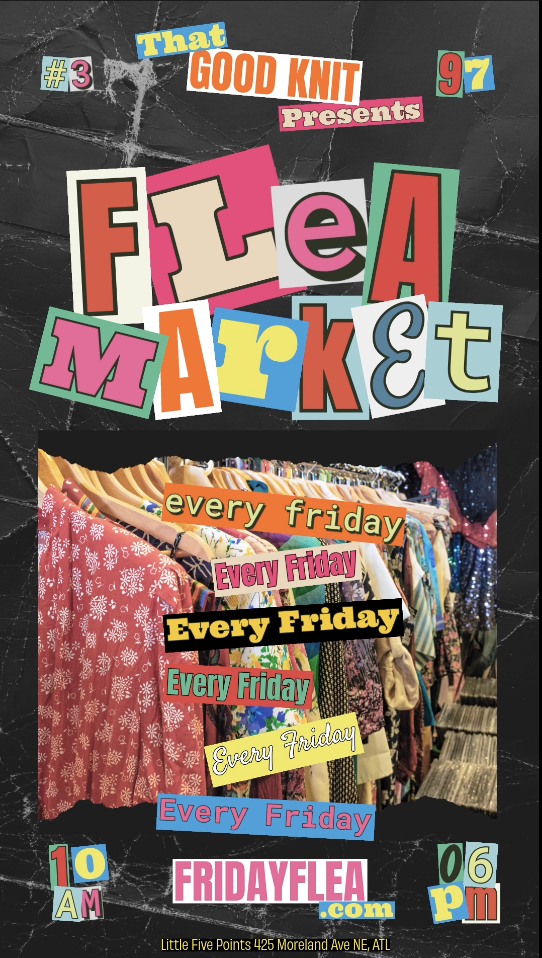 That
#3
GOOD KNIT
97
Presents
FLeA
MArKEt
every friday
Every Friday
Every Friday
Every Friday
Every Friday
Every Friday
10
AM
06
pm
FRIDAYFLEA
.com
Little Five Points 425 Moreland Ave NE, ATL